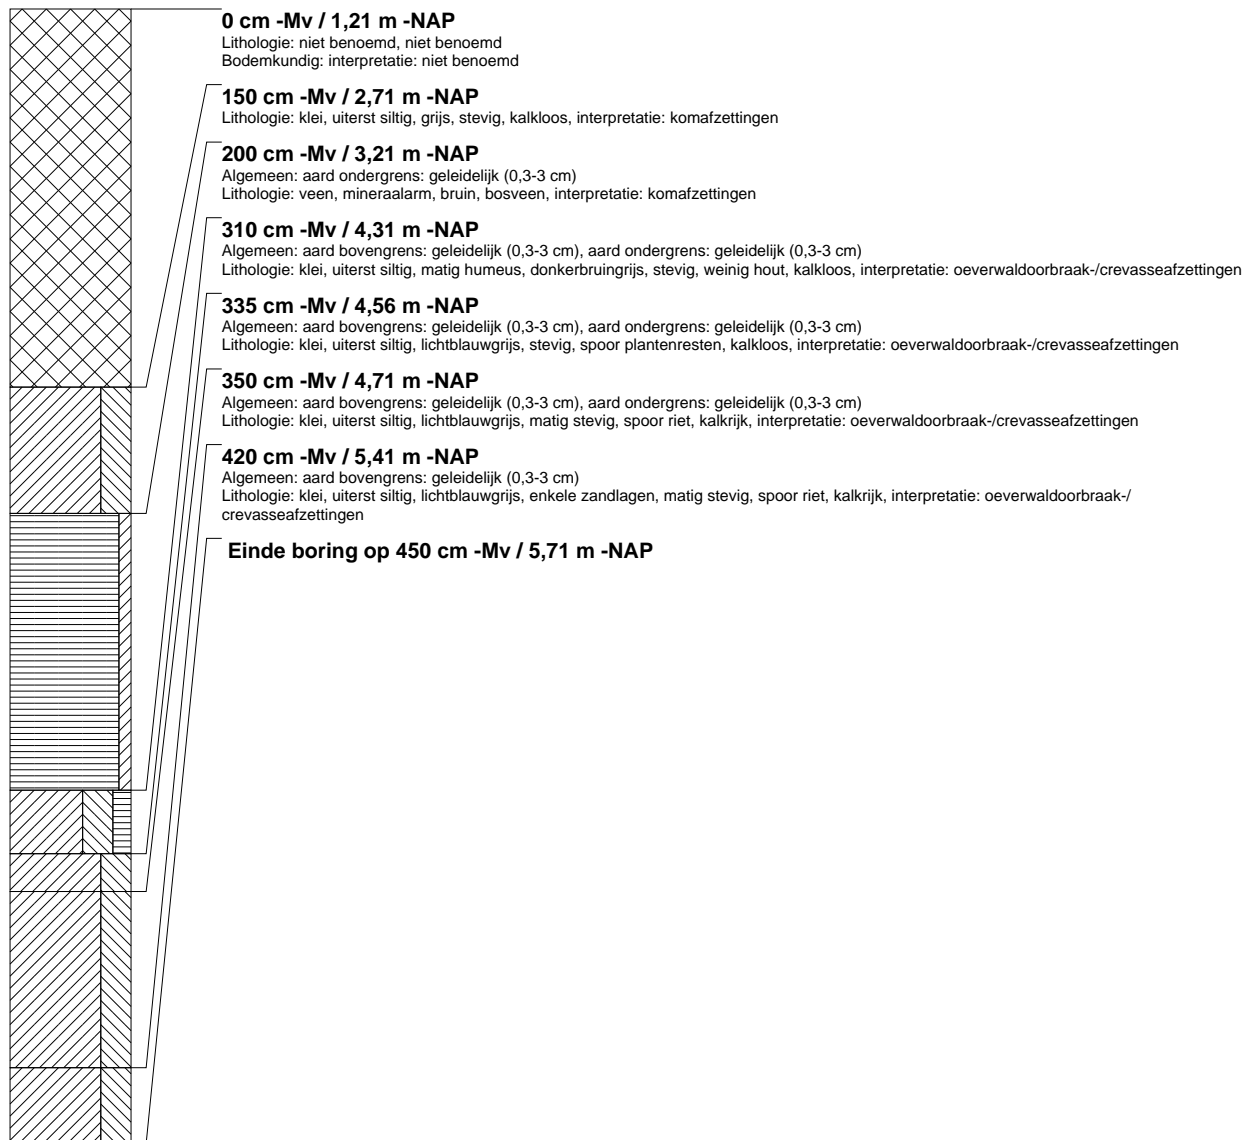 0 cm -Mv / 1,21 m -NAP
Lithologie: niet benoemd, niet benoemd
Bodemkundig: interpretatie: niet benoemd
150 cm -Mv / 2,71 m -NAP
Lithologie: klei, uiterst siltig, grijs, stevig, kalkloos, interpretatie: komafzettingen
200 cm -Mv / 3,21 m -NAP
Algemeen: aard ondergrens: geleidelijk (0,3-3 cm)
Lithologie: veen, mineraalarm, bruin, bosveen, interpretatie: komafzettingen
310 cm -Mv / 4,31 m -NAP
Algemeen: aard bovengrens: geleidelijk (0,3-3 cm), aard ondergrens: geleidelijk (0,3-3 cm)
Lithologie: klei, uiterst siltig, matig humeus, donkerbruingrijs, stevig, weinig hout, kalkloos, interpretatie: oeverwaldoorbraak-/crevasseafzettingen
335 cm -Mv / 4,56 m -NAP
Algemeen: aard bovengrens: geleidelijk (0,3-3 cm), aard ondergrens: geleidelijk (0,3-3 cm)
Lithologie: klei, uiterst siltig, lichtblauwgrijs, stevig, spoor plantenresten, kalkloos, interpretatie: oeverwaldoorbraak-/crevasseafzettingen
350 cm -Mv / 4,71 m -NAP
Algemeen: aard bovengrens: geleidelijk (0,3-3 cm), aard ondergrens: geleidelijk (0,3-3 cm)
Lithologie: klei, uiterst siltig, lichtblauwgrijs, matig stevig, spoor riet, kalkrijk, interpretatie: oeverwaldoorbraak-/crevasseafzettingen
420 cm -Mv / 5,41 m -NAP
Algemeen: aard bovengrens: geleidelijk (0,3-3 cm)
Lithologie: klei, uiterst siltig, lichtblauwgrijs, enkele zandlagen, matig stevig, spoor riet, kalkrijk, interpretatie: oeverwaldoorbraak-/
crevasseafzettingen
Einde boring op 450 cm -Mv / 5,71 m -NAP